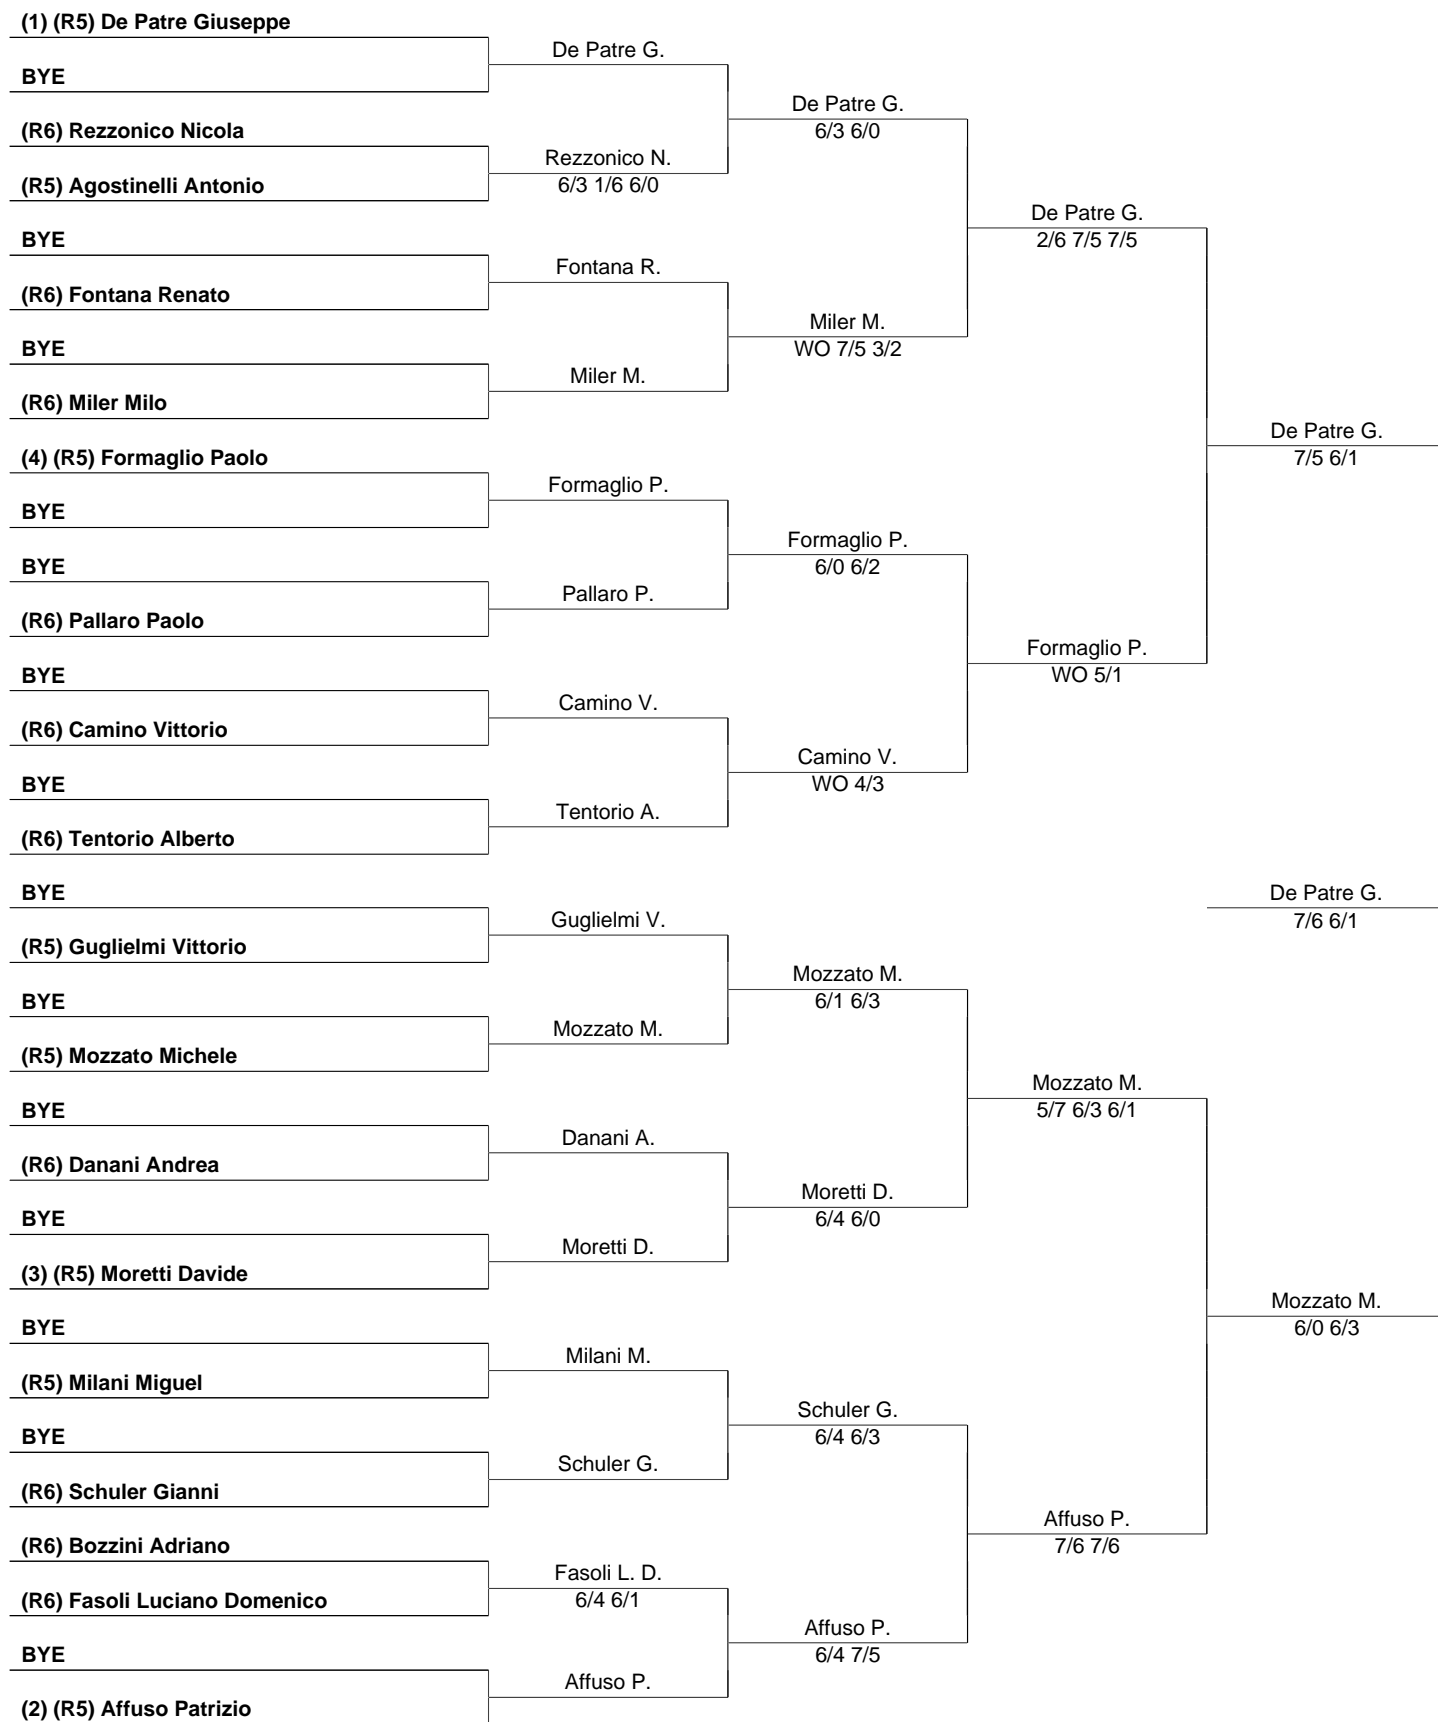 (1) (R5) De Patre Giuseppe
De Patre G.
BYE
De Patre G.
(R6) Rezzonico Nicola
6/3 6/0
Rezzonico N.
(R5) Agostinelli Antonio
6/3 1/6 6/0
De Patre G.
BYE
2/6 7/5 7/5
Fontana R.
(R6) Fontana Renato
Miler M.
BYE
WO 7/5 3/2
Miler M.
(R6) Miler Milo
De Patre G.
(4) (R5) Formaglio Paolo
7/5 6/1
Formaglio P.
BYE
Formaglio P.
BYE
6/0 6/2
Pallaro P.
(R6) Pallaro Paolo
Formaglio P.
BYE
WO 5/1
Camino V.
(R6) Camino Vittorio
Camino V.
BYE
WO 4/3
Tentorio A.
(R6) Tentorio Alberto
BYE
De Patre G.
Guglielmi V.
7/6 6/1
(R5) Guglielmi Vittorio
Mozzato M.
BYE
6/1 6/3
Mozzato M.
(R5) Mozzato Michele
Mozzato M.
BYE
5/7 6/3 6/1
Danani A.
(R6) Danani Andrea
Moretti D.
BYE
6/4 6/0
Moretti D.
(3) (R5) Moretti Davide
Mozzato M.
BYE
6/0 6/3
Milani M.
(R5) Milani Miguel
Schuler G.
BYE
6/4 6/3
Schuler G.
(R6) Schuler Gianni
Affuso P.
(R6) Bozzini Adriano
7/6 7/6
Fasoli L. D.
(R6) Fasoli Luciano Domenico
6/4 6/1
Affuso P.
BYE
6/4 7/5
Affuso P.
(2) (R5) Affuso Patrizio